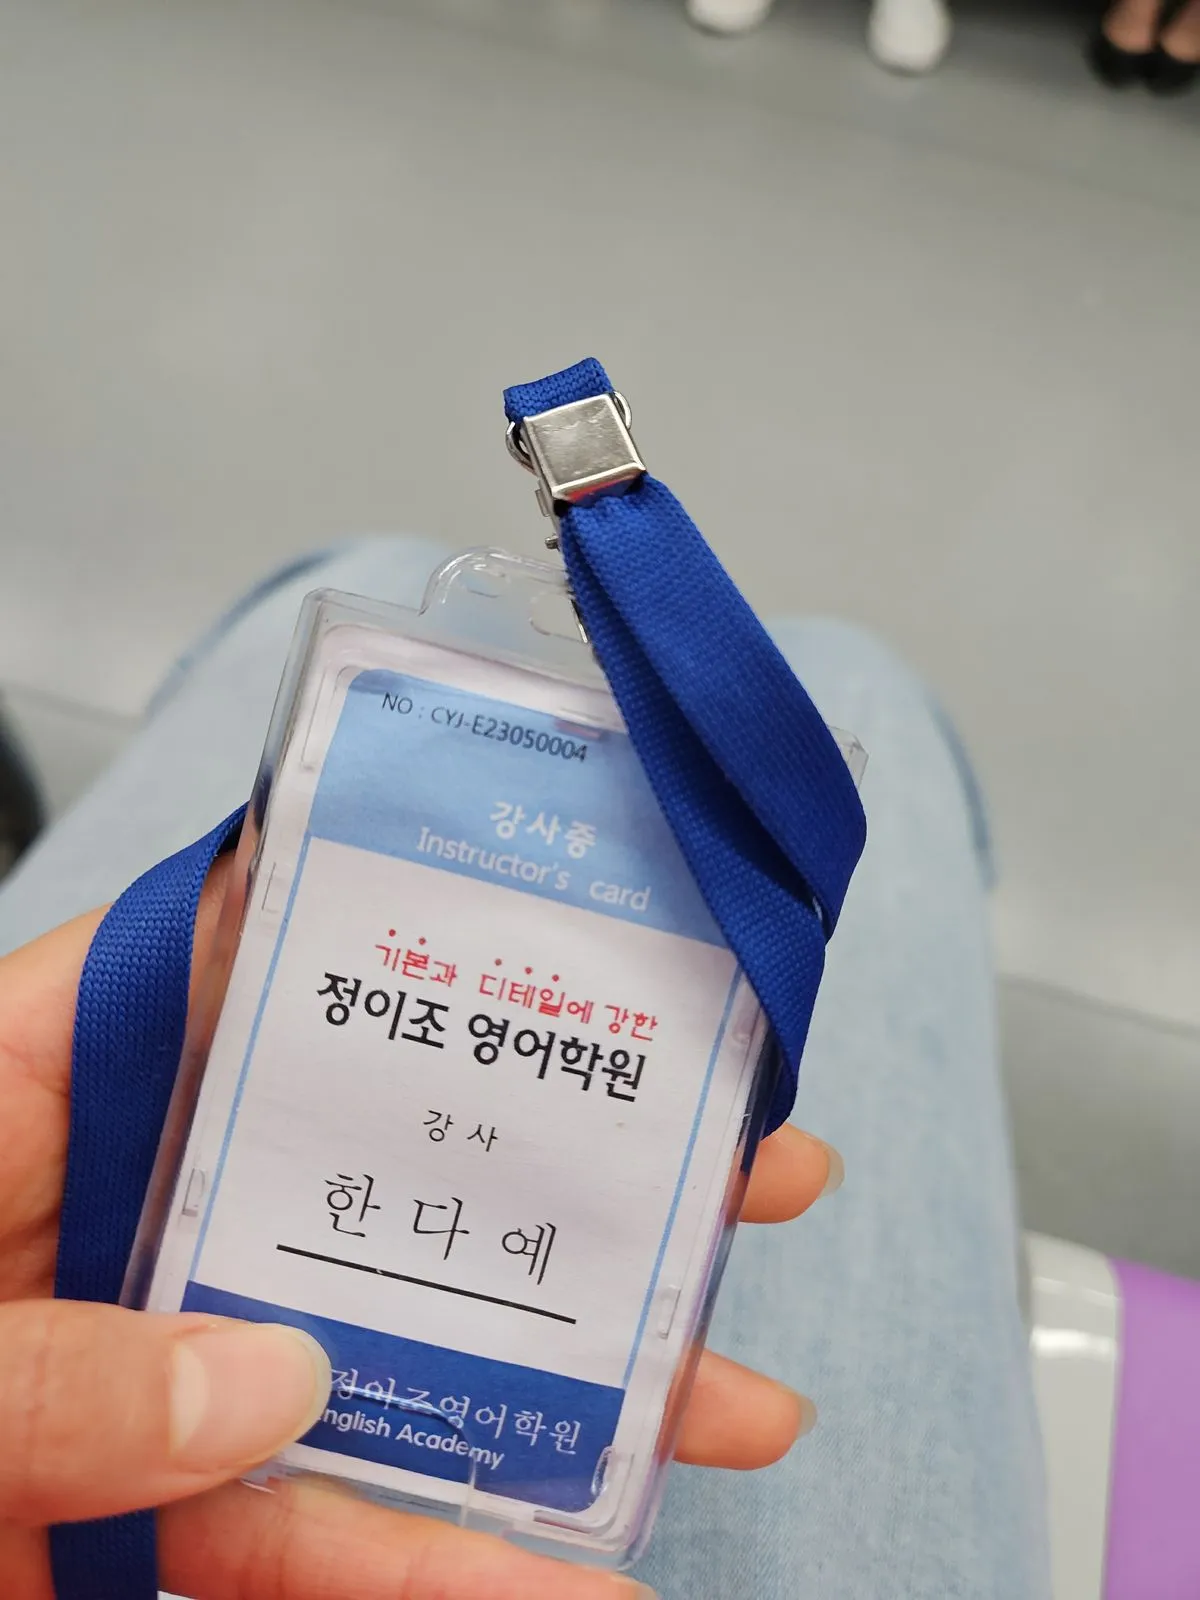 NO : CYJ-E23050004
강사증
Instructor's card
기본과 디테일에 강한
정이조 영어학원
강 사
한 다 예
정이조영어학원
English Academy